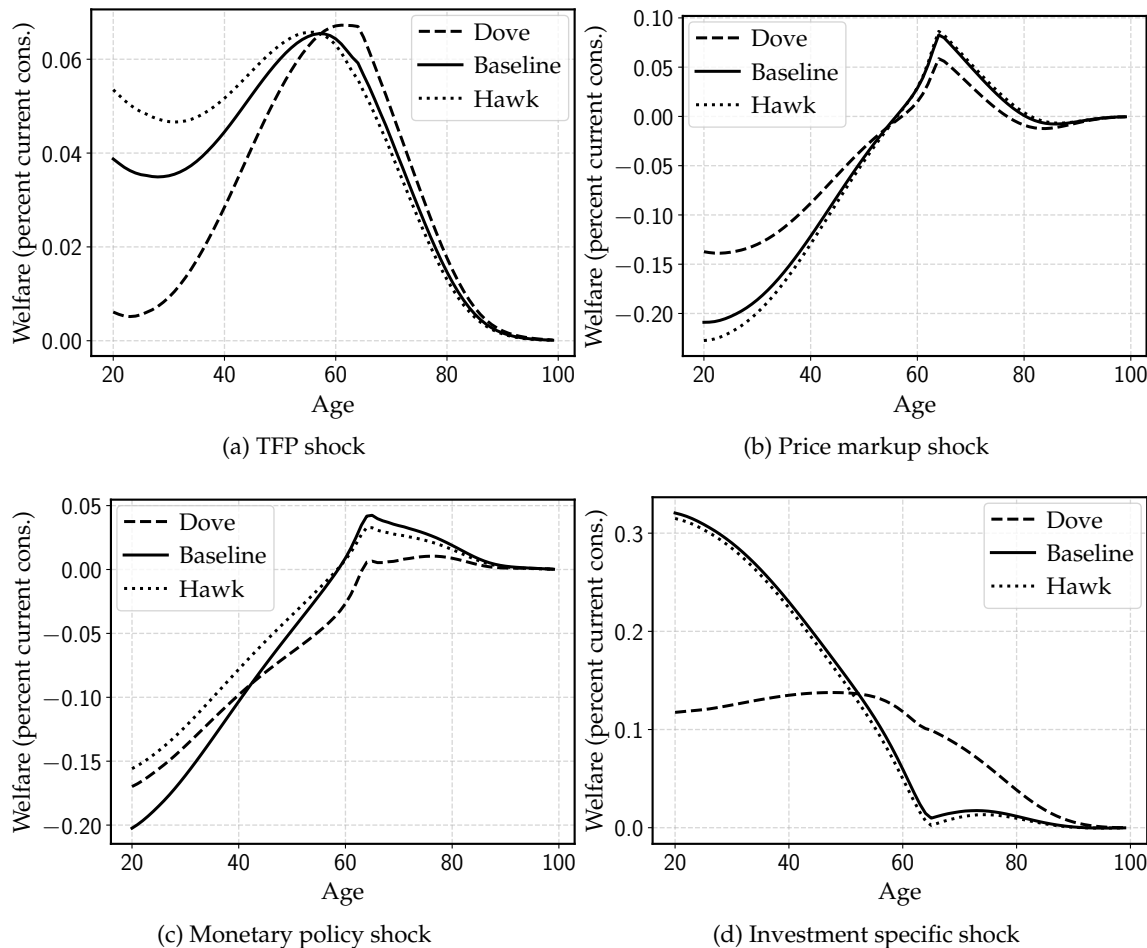 Welfare (percent current cons.)
0.06
0.04
0.02
0.00
Dove
Baseline
Hawk
20 40 60 80 100
Age
(a) TFP shock
Welfare (percent current cons.)
0.10
0.05
0.00
−0.05
−0.10
−0.15
−0.20
Dove
Baseline
Hawk
20 40 60 80 100
Age
(b) Price markup shock
Welfare (percent current cons.)
0.05
0.00
−0.05
−0.10
−0.15
−0.20
Dove
Baseline
Hawk
20 40 60 80 100
Age
(c) Monetary policy shock
Welfare (percent current cons.)
0.3
0.2
0.1
0.0
Dove
Baseline
Hawk
20 40 60 80 100
Age
(d) Investment specific shock